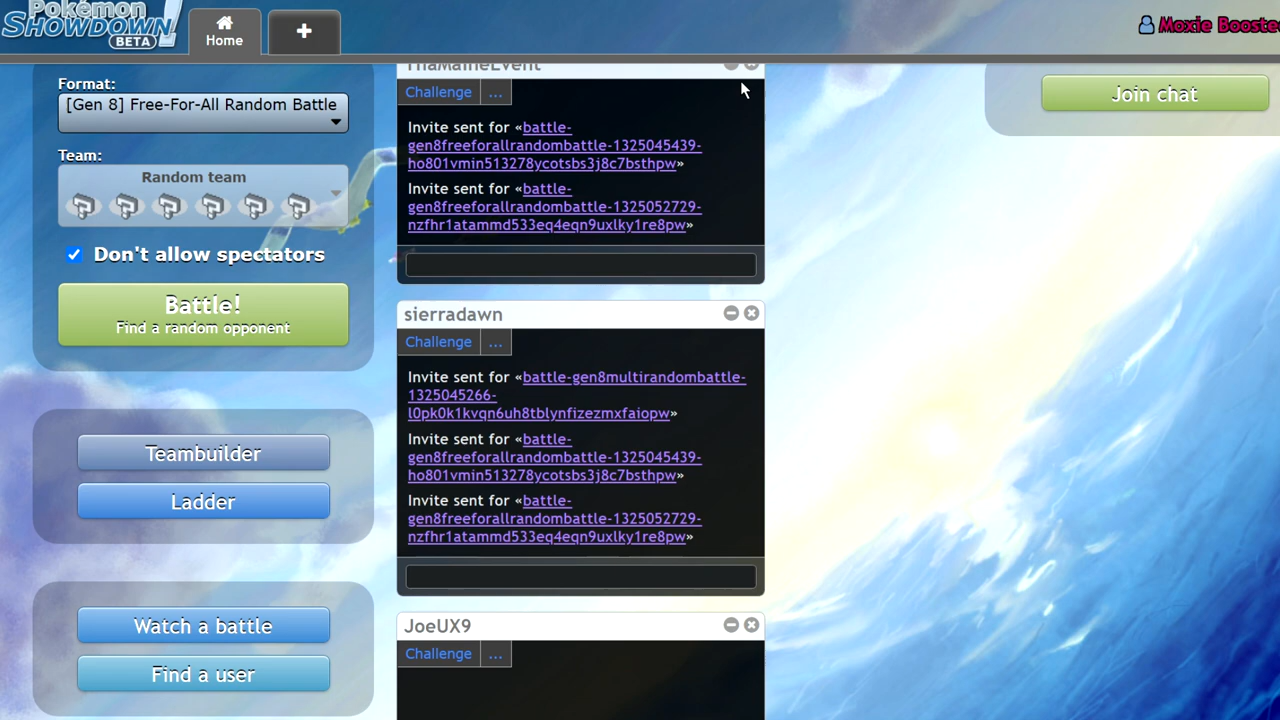 Pokémon
SHOWDOWN!
BETA
Home
+
Moxie Booste
Format:
[Gen 8] Free-For-All Random Battle
Team:
Random team
Don't allow spectators
Battle!
Find a random opponent
Teambuilder
Ladder
Watch a battle
Find a user
ThaMaineEvent
Challenge
...
Invite sent for «battle-
gen8freeforallrandombattle-1325045439-
ho801vmin513278ycotsbs3j8c7bsthpw»
Invite sent for «battle-
gen8freeforallrandombattle-1325052729-
nzfhr1atammd533eq4eqn9uxlky1re8pw»
sierradawn
Challenge
...
Invite sent for «battle-gen8multirandombattle-
1325045266-
l0pk0k1kvqn6uh8tblynfizezmxfaiopw»
Invite sent for «battle-
gen8freeforallrandombattle-1325045439-
ho801vmin513278ycotsbs3j8c7bsthpw»
Invite sent for «battle-
gen8freeforallrandombattle-1325052729-
nzfhr1atammd533eq4eqn9uxlky1re8pw»
JoeUX9
Challenge
...
Join chat